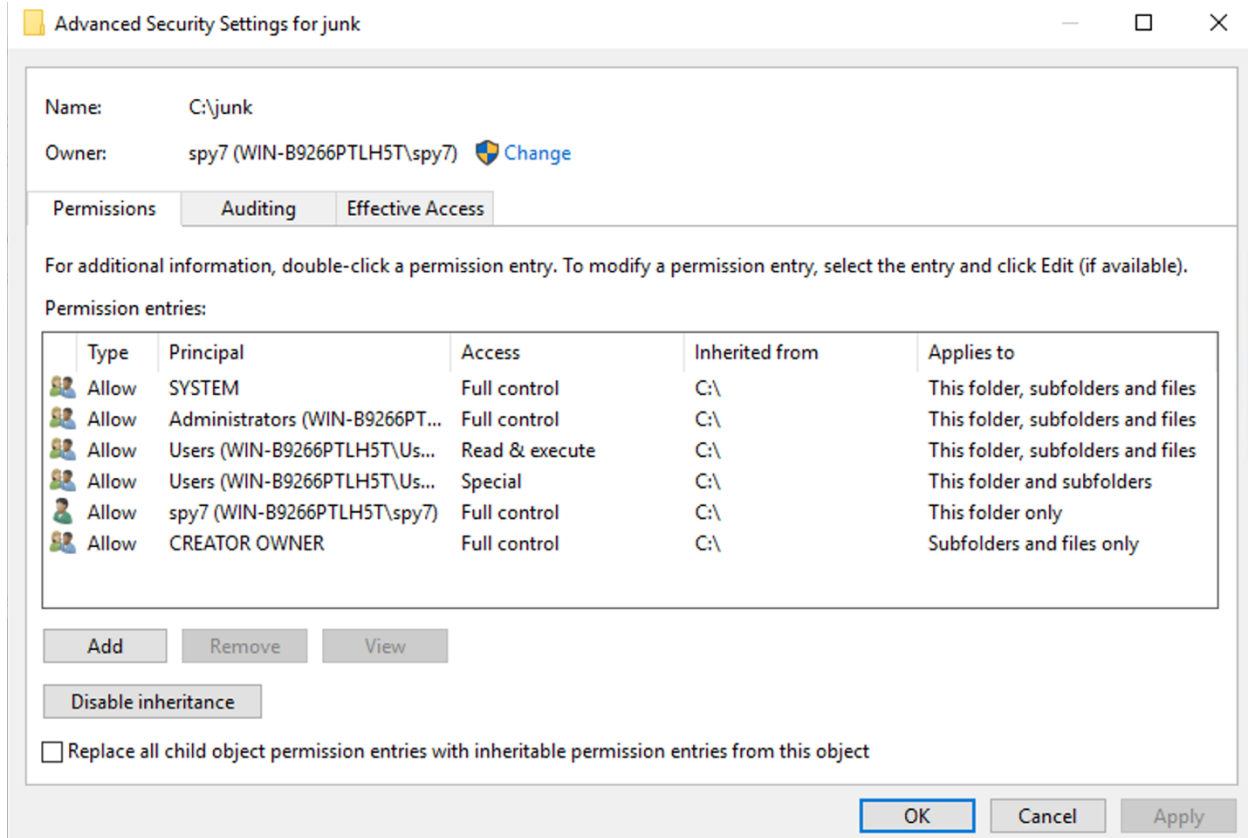 Advanced Security Settings for junk
Name: C:\junk
Owner: spy7 (WIN-B9266PTLH5T\spy7) Change
Permissions Auditing Effective Access
For additional information, double-click a permission entry. To modify a permission entry, select the entry and click Edit (if available).
Permission entries:
Type Principal Access Inherited from Applies to
Allow SYSTEM Full control C:\ This folder, subfolders and files
Allow Administrators (WIN-B9266PT... Full control C:\ This folder, subfolders and files
Allow Users (WIN-B9266PTLH5T\Us... Read & execute C:\ This folder, subfolders and files
Allow Users (WIN-B9266PTLH5T\Us... Special C:\ This folder and subfolders
Allow spy7 (WIN-B9266PTLH5T\spy7) Full control C:\ This folder only
Allow CREATOR OWNER Full control C:\ Subfolders and files only
Add Remove View
Disable inheritance
Replace all child object permission entries with inheritable permission entries from this object
OK Cancel Apply